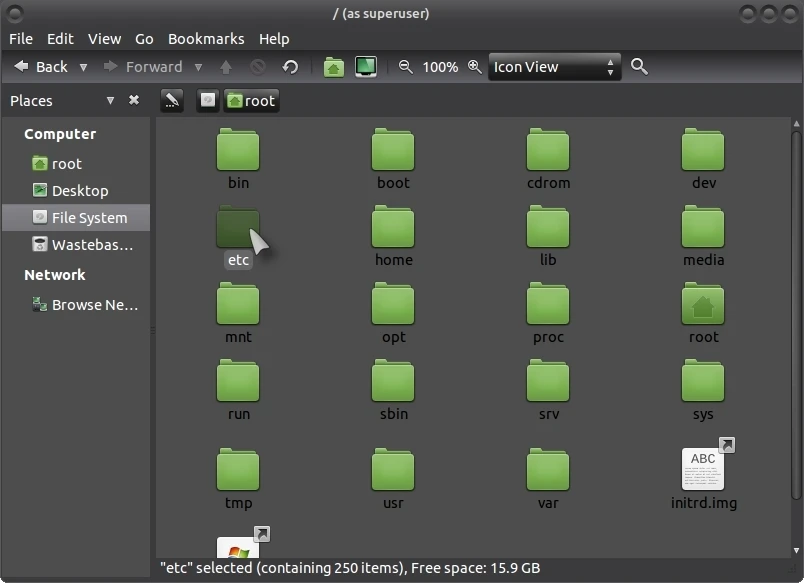 / (as superuser)
File Edit View Go Bookmarks Help
Back Forward 100% Icon View
Places root
Computer
root
Desktop
File System
Wastebas...
Network
Browse Ne...
bin boot cdrom dev
etc home lib media
mnt opt proc root
run sbin srv sys
ABC
tmp usr var initrd.img
"etc" selected (containing 250 items), Free space: 15.9 GB